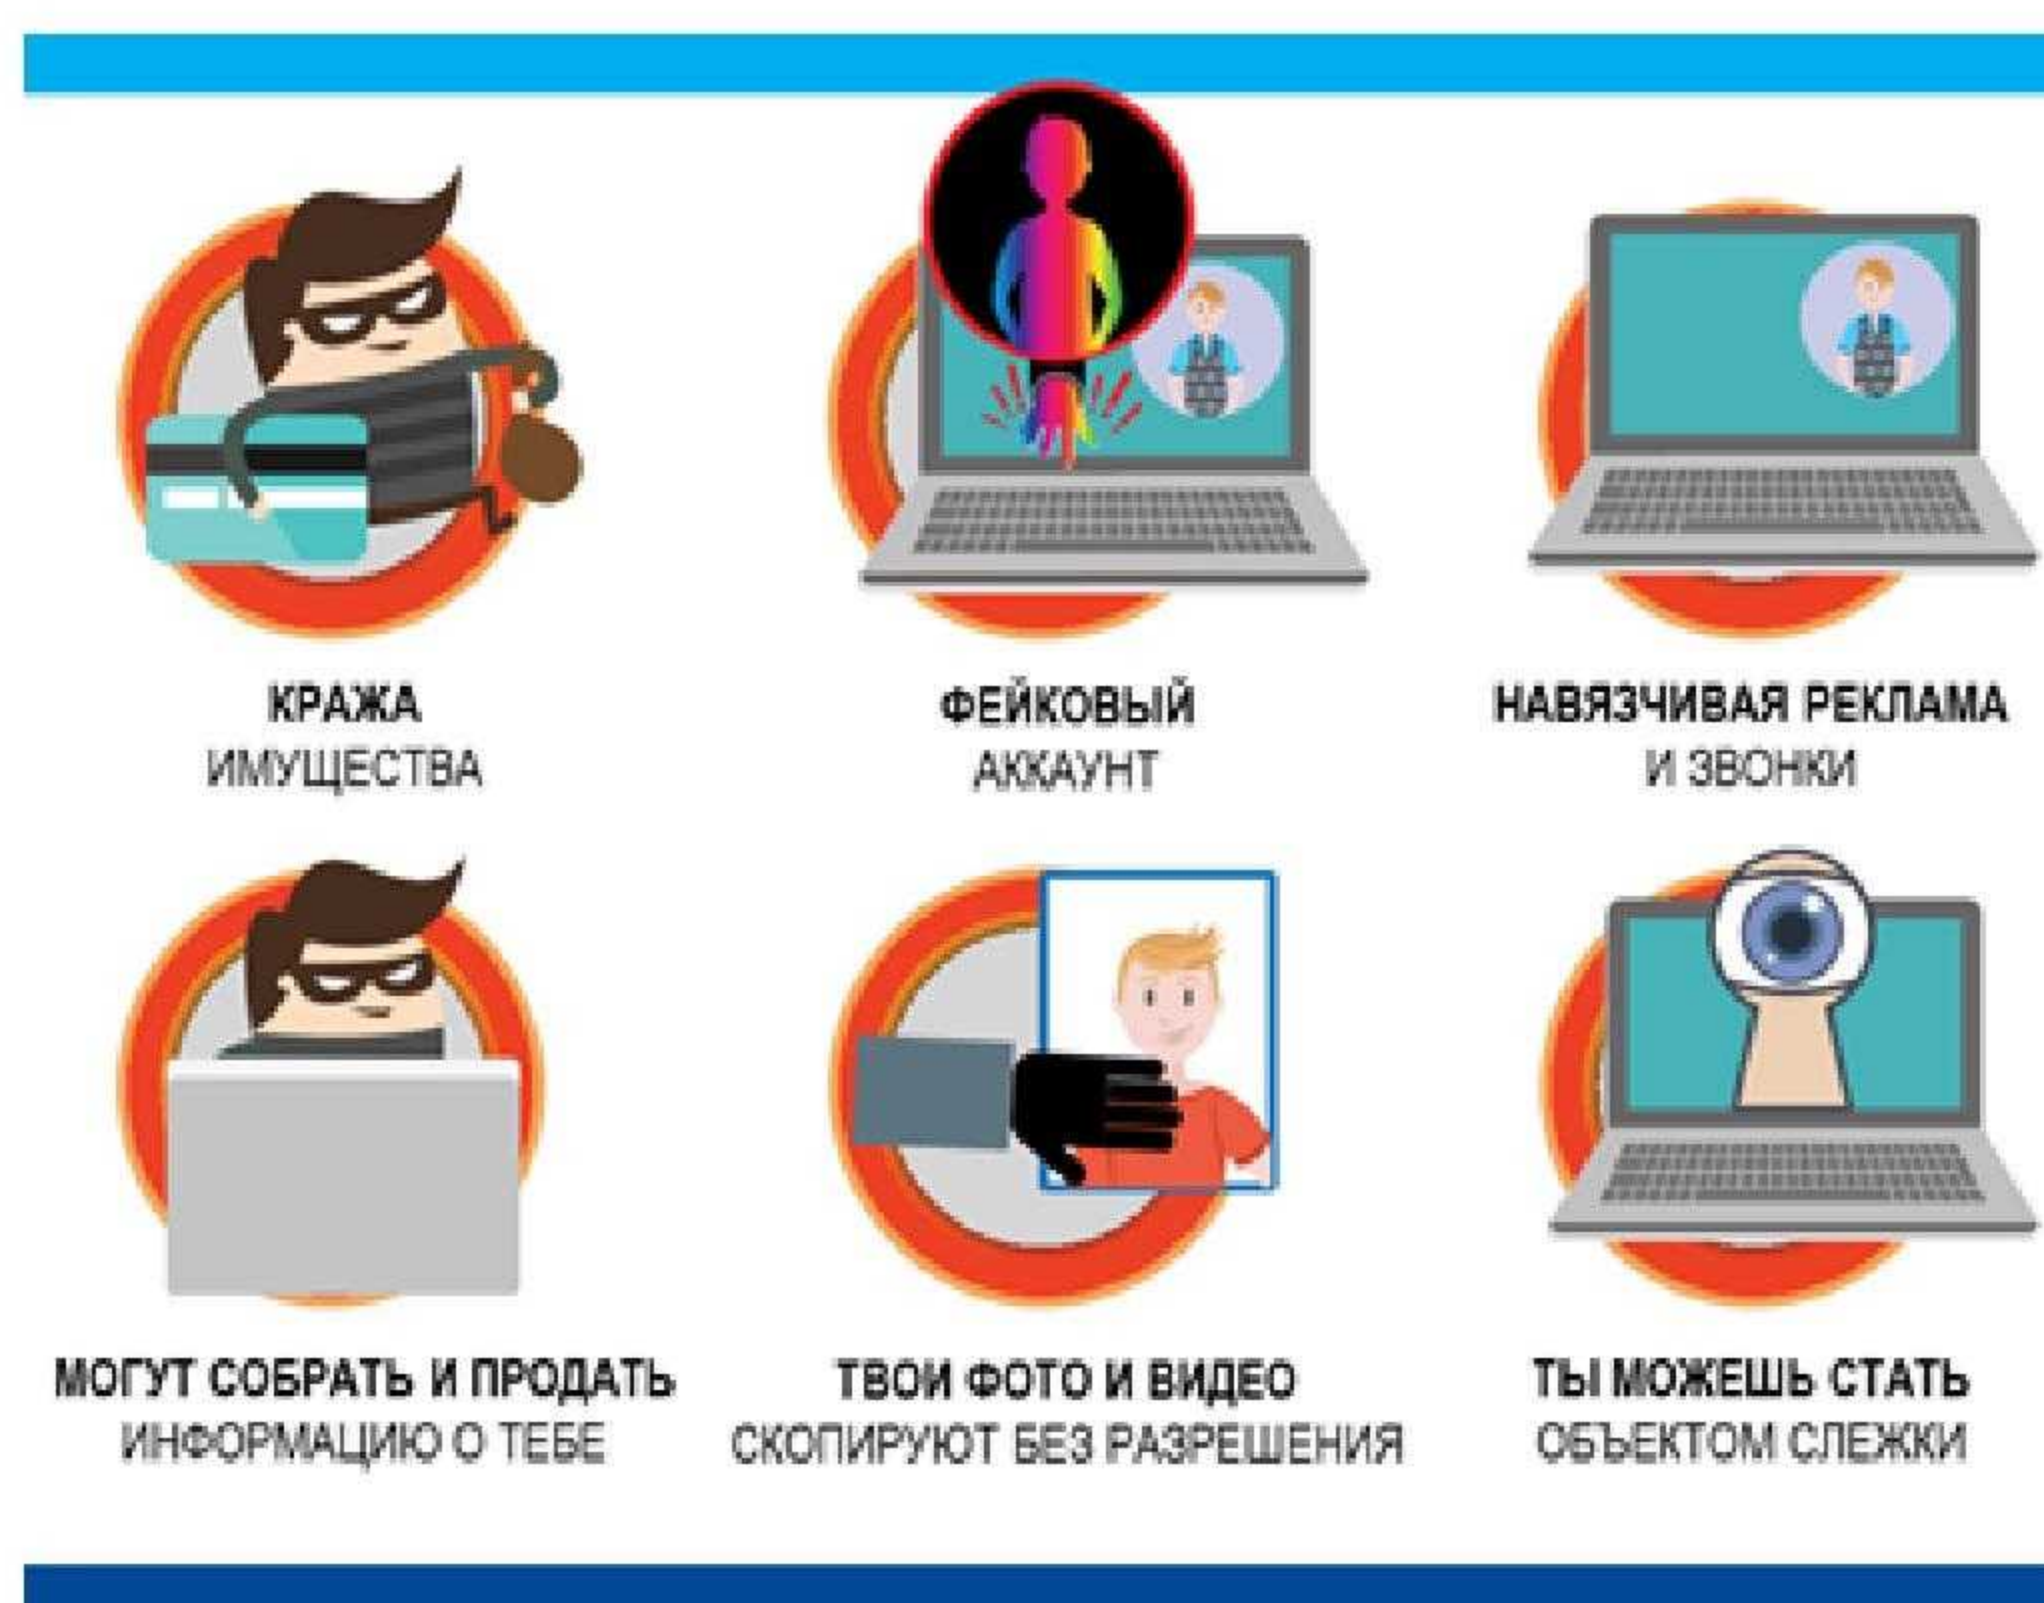 КРАЖА
ИМУЩЕСТВА
ФЕЙКОВЫЙ
АККАУНТ
НАВЯЗЧИВАЯ РЕКЛАМА
И ЗВОНКИ
МОГУТ СОБРАТЬ И ПРОДАТЬ
ИНФОРМАЦИЮ О ТЕБЕ
ТВОИ ФОТО И ВИДЕО
СКОПИРУЮТ БЕЗ РАЗРЕШЕНИЯ
ТЫ МОЖЕШЬ СТАТЬ
ОБЪЕКТОМ СЛЕЖКИ